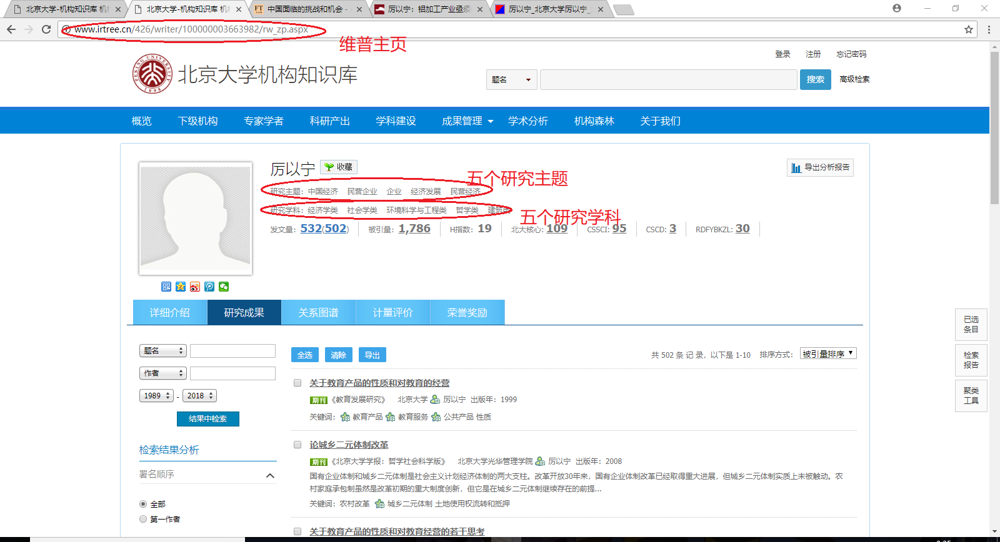 北京大学-机构知识库 机
北京大学-机构知识库 机
FT 中国面临的挑战和机会 -
厉以宁：铝加工产业亟须
厉以宁_北京大学厉以宁_
www.irtree.cn/426/writer/100000003663982/rw_zp.aspx
维普主页
登录 注册 忘记密码
PEKING UNIVERSITY 1898
北京大学机构知识库
题名 搜索 高级检索
概览 下级机构 专家学者 科研产出 学科建设 成果管理 学术分析 机构森林 关于我们
厉以宁 收藏
导出分析报告
五个研究主题
研究主题：中国经济 民营企业 企业 经济发展 民营经济
研究学科：经济学类 社会学类 环境科学与工程类 哲学类 建筑类
五个研究学科
发文量：532(502) 被引量：1,786 H指数：19 北大核心：109 CSSCI: 95 CSCD: 3 RDFYBKZL: 30
详细介绍 研究成果 关系图谱 计量评价 荣誉奖励
已选
条目
检索
报告
聚类
工具
题名
作者
1989 - 2018
结果中检索
检索结果分析
署名顺序
全部
第一作者
全选 清除 导出 共 502 条 记 录，以下是 1-10 排序方式： 被引量排序
关于教育产品的性质和对教育的经营
期刊 《教育发展研究》 北京大学 厉以宁 出版年：1999
关键词： 教育产品 教育服务 公共产品 性质
论城乡二元体制改革
期刊 《北京大学学报：哲学社会科学版》 北京大学光华管理学院 厉以宁 出版年：2008
国有企业体制和城乡二元体制是社会主义计划经济体制的两大支柱。改革开放30年来，国有企业体制改革已经取得重大进展，但城乡二元体制实质上未被触动。农
村家庭承包制虽然是改革初期的重大制度创新，但它是在城乡二元体制继续存在的前提...
关键词：农村改革 城乡二元体制 土地使用权流转和抵押
关于教育产品的性质和对教育经营的若干思考